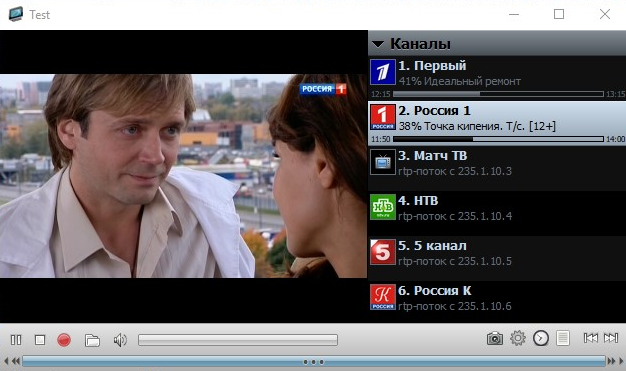 Test
Каналы
РОССИЯ 1
1. Первый
41% Идеальный ремонт
12:15 13:15
2. Россия 1
38% Точка кипения. Т/с. [12+]
11:50 14:00
3. Матч ТВ
rtp-поток с 235.1.10.3
4. НТВ
rtp-поток с 235.1.10.4
5. 5 канал
rtp-поток с 235.1.10.5
6. Россия К
rtp-поток с 235.1.10.6